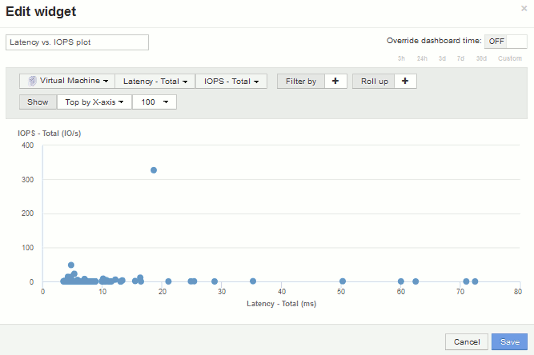 Edit widget ×
Latency vs. IOPS plot Override dashboard time: OFF
3h 24h 3d 7d 30d Custom
Virtual Machine Latency - Total IOPS - Total Filter by + Roll up +
Show Top by X-axis 100
IOPS - Total (IO/s)
400
300
200
100
0
0 10 20 30 40 50 60 70 80
Latency - Total (ms)
Cancel Save